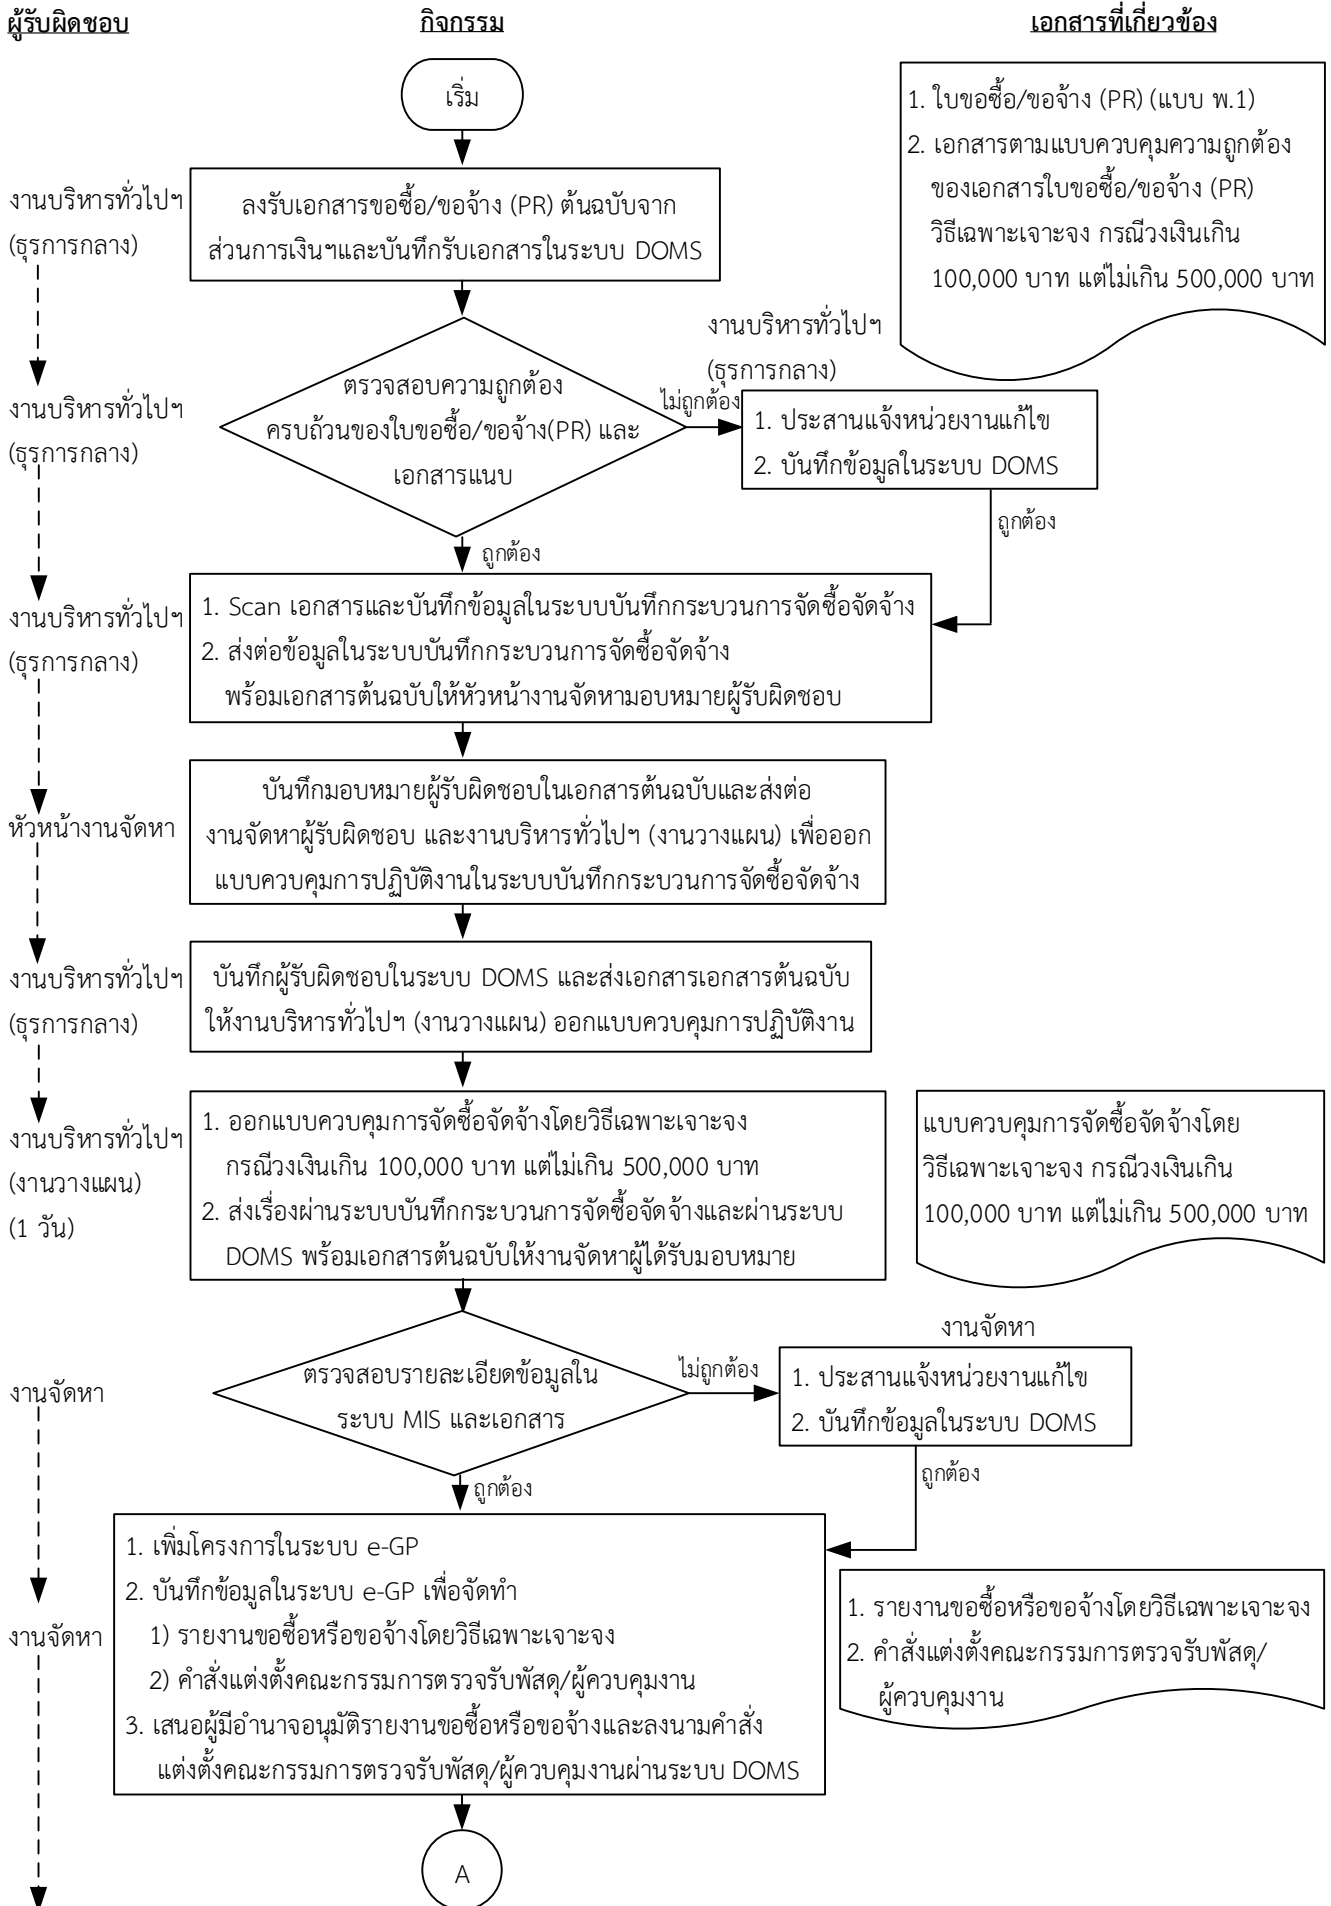 ผู้รับผิดชอบ
กิจกรรม
เอกสารที่เกี่ยวข้อง
เริ่ม
1. ใบขอซื้อ/ขอจ้าง (PR) (แบบ พ.1)
2. เอกสารตามแบบควบคุมความถูกต้อง
ของเอกสารใบขอซื้อ/ขอจ้าง (PR)
วิธีเฉพาะเจาะจง กรณีวงเงินเกิน
100,000 บาท แต่ไม่เกิน 500,000 บาท
งานบริหารทั่วไปฯ
(ธุรการกลาง)
ลงรับเอกสารขอซื้อ/ขอจ้าง (PR) ต้นฉบับจาก
ส่วนการเงินฯและบันทึกรับเอกสารในระบบ DOMS
งานบริหารทั่วไปฯ
(ธุรการกลาง)
ตรวจสอบความถูกต้อง
ครบถ้วนของใบขอซื้อ/ขอจ้าง(PR) และ
เอกสารแนบ
ไม่ถูกต้อง
งานบริหารทั่วไปฯ
(ธุรการกลาง)
1. ประสานแจ้งหน่วยงานแก้ไข
2. บันทึกข้อมูลในระบบ DOMS
ถูกต้อง
ถูกต้อง
งานบริหารทั่วไปฯ
(ธุรการกลาง)
1. Scan เอกสารและบันทึกข้อมูลในระบบบันทึกกระบวนการจัดซื้อจัดจ้าง
2. ส่งต่อข้อมูลในระบบบันทึกกระบวนการจัดซื้อจัดจ้าง
พร้อมเอกสารต้นฉบับให้หัวหน้างานจัดหามอบหมายผู้รับผิดชอบ
หัวหน้างานจัดหา
บันทึกมอบหมายผู้รับผิดชอบในเอกสารต้นฉบับและส่งต่อ
งานจัดหาผู้รับผิดชอบ และงานบริหารทั่วไปฯ (งานวางแผน) เพื่อออก
แบบควบคุมการปฏิบัติงานในระบบบันทึกกระบวนการจัดซื้อจัดจ้าง
งานบริหารทั่วไปฯ
(ธุรการกลาง)
บันทึกผู้รับผิดชอบในระบบ DOMS และส่งเอกสารเอกสารต้นฉบับ
ให้งานบริหารทั่วไปฯ (งานวางแผน) ออกแบบควบคุมการปฏิบัติงาน
งานบริหารทั่วไปฯ
(งานวางแผน)
(1 วัน)
1. ออกแบบควบคุมการจัดซื้อจัดจ้างโดยวิธีเฉพาะเจาะจง
กรณีวงเงินเกิน 100,000 บาท แต่ไม่เกิน 500,000 บาท
2. ส่งเรื่องผ่านระบบบันทึกกระบวนการจัดซื้อจัดจ้างและผ่านระบบ
DOMS พร้อมเอกสารต้นฉบับให้งานจัดหาผู้ได้รับมอบหมาย
แบบควบคุมการจัดซื้อจัดจ้างโดย
วิธีเฉพาะเจาะจง กรณีวงเงินเกิน
100,000 บาท แต่ไม่เกิน 500,000 บาท
งานจัดหา
ตรวจสอบรายละเอียดข้อมูลใน
ระบบ MIS และเอกสาร
ไม่ถูกต้อง
งานจัดหา
1. ประสานแจ้งหน่วยงานแก้ไข
2. บันทึกข้อมูลในระบบ DOMS
ถูกต้อง
ถูกต้อง
งานจัดหา
1. เพิ่มโครงการในระบบ e-GP
2. บันทึกข้อมูลในระบบ e-GP เพื่อจัดทำ
1) รายงานขอซื้อหรือขอจ้างโดยวิธีเฉพาะเจาะจง
2) คำสั่งแต่งตั้งคณะกรรมการตรวจรับพัสดุ/ผู้ควบคุมงาน
3. เสนอผู้มีอำนาจอนุมัติรายงานขอซื้อหรือขอจ้างและลงนามคำสั่ง
แต่งตั้งคณะกรรมการตรวจรับพัสดุ/ผู้ควบคุมงานผ่านระบบ DOMS
1. รายงานขอซื้อหรือขอจ้างโดยวิธีเฉพาะเจาะจง
2. คำสั่งแต่งตั้งคณะกรรมการตรวจรับพัสดุ/
ผู้ควบคุมงาน
A